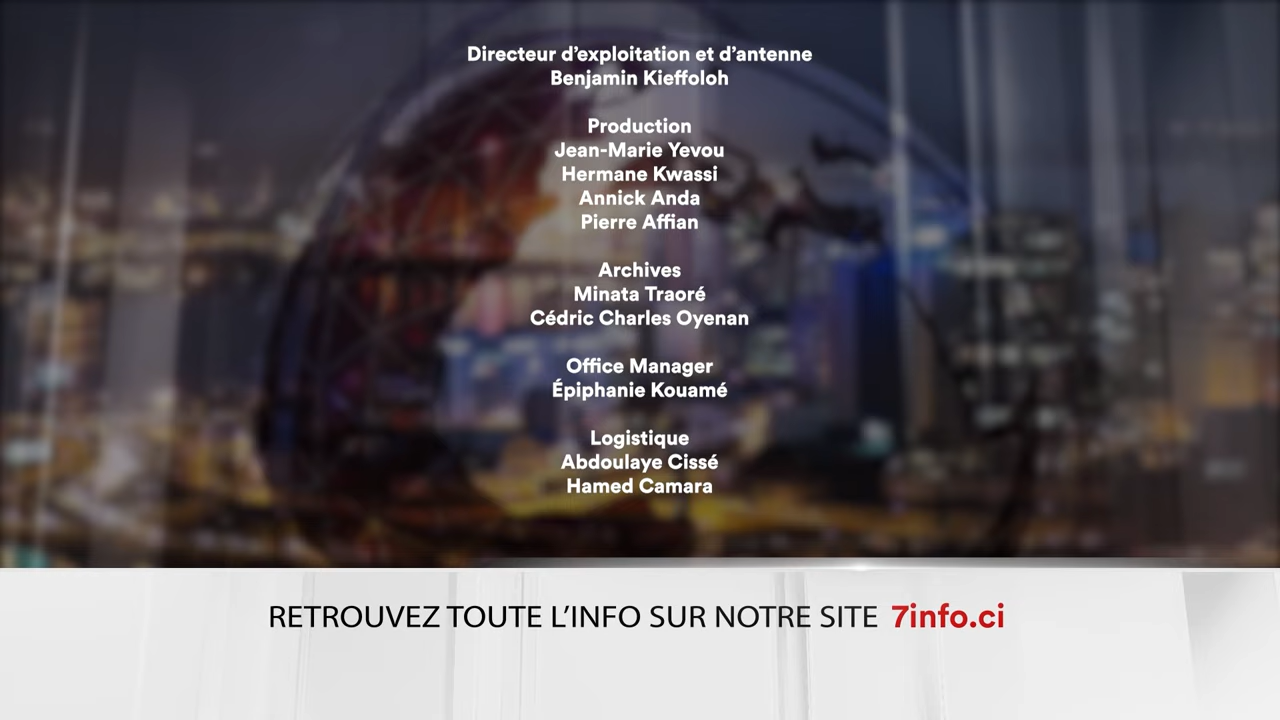 Directeur d’exploitation et d’antenne
Benjamin Kieffoloh
Production
Jean-Marie Yevou
Hermane Kwassi
Annick Anda
Pierre Affian
Archives
Minata Traoré
Cédric Charles Oyenan
Office Manager
Épiphanie Kouamé
Logistique
Abdoulaye Cissé
Hamed Camara
RETROUVEZ TOUTE L’INFO SUR NOTRE SITE 7info.ci